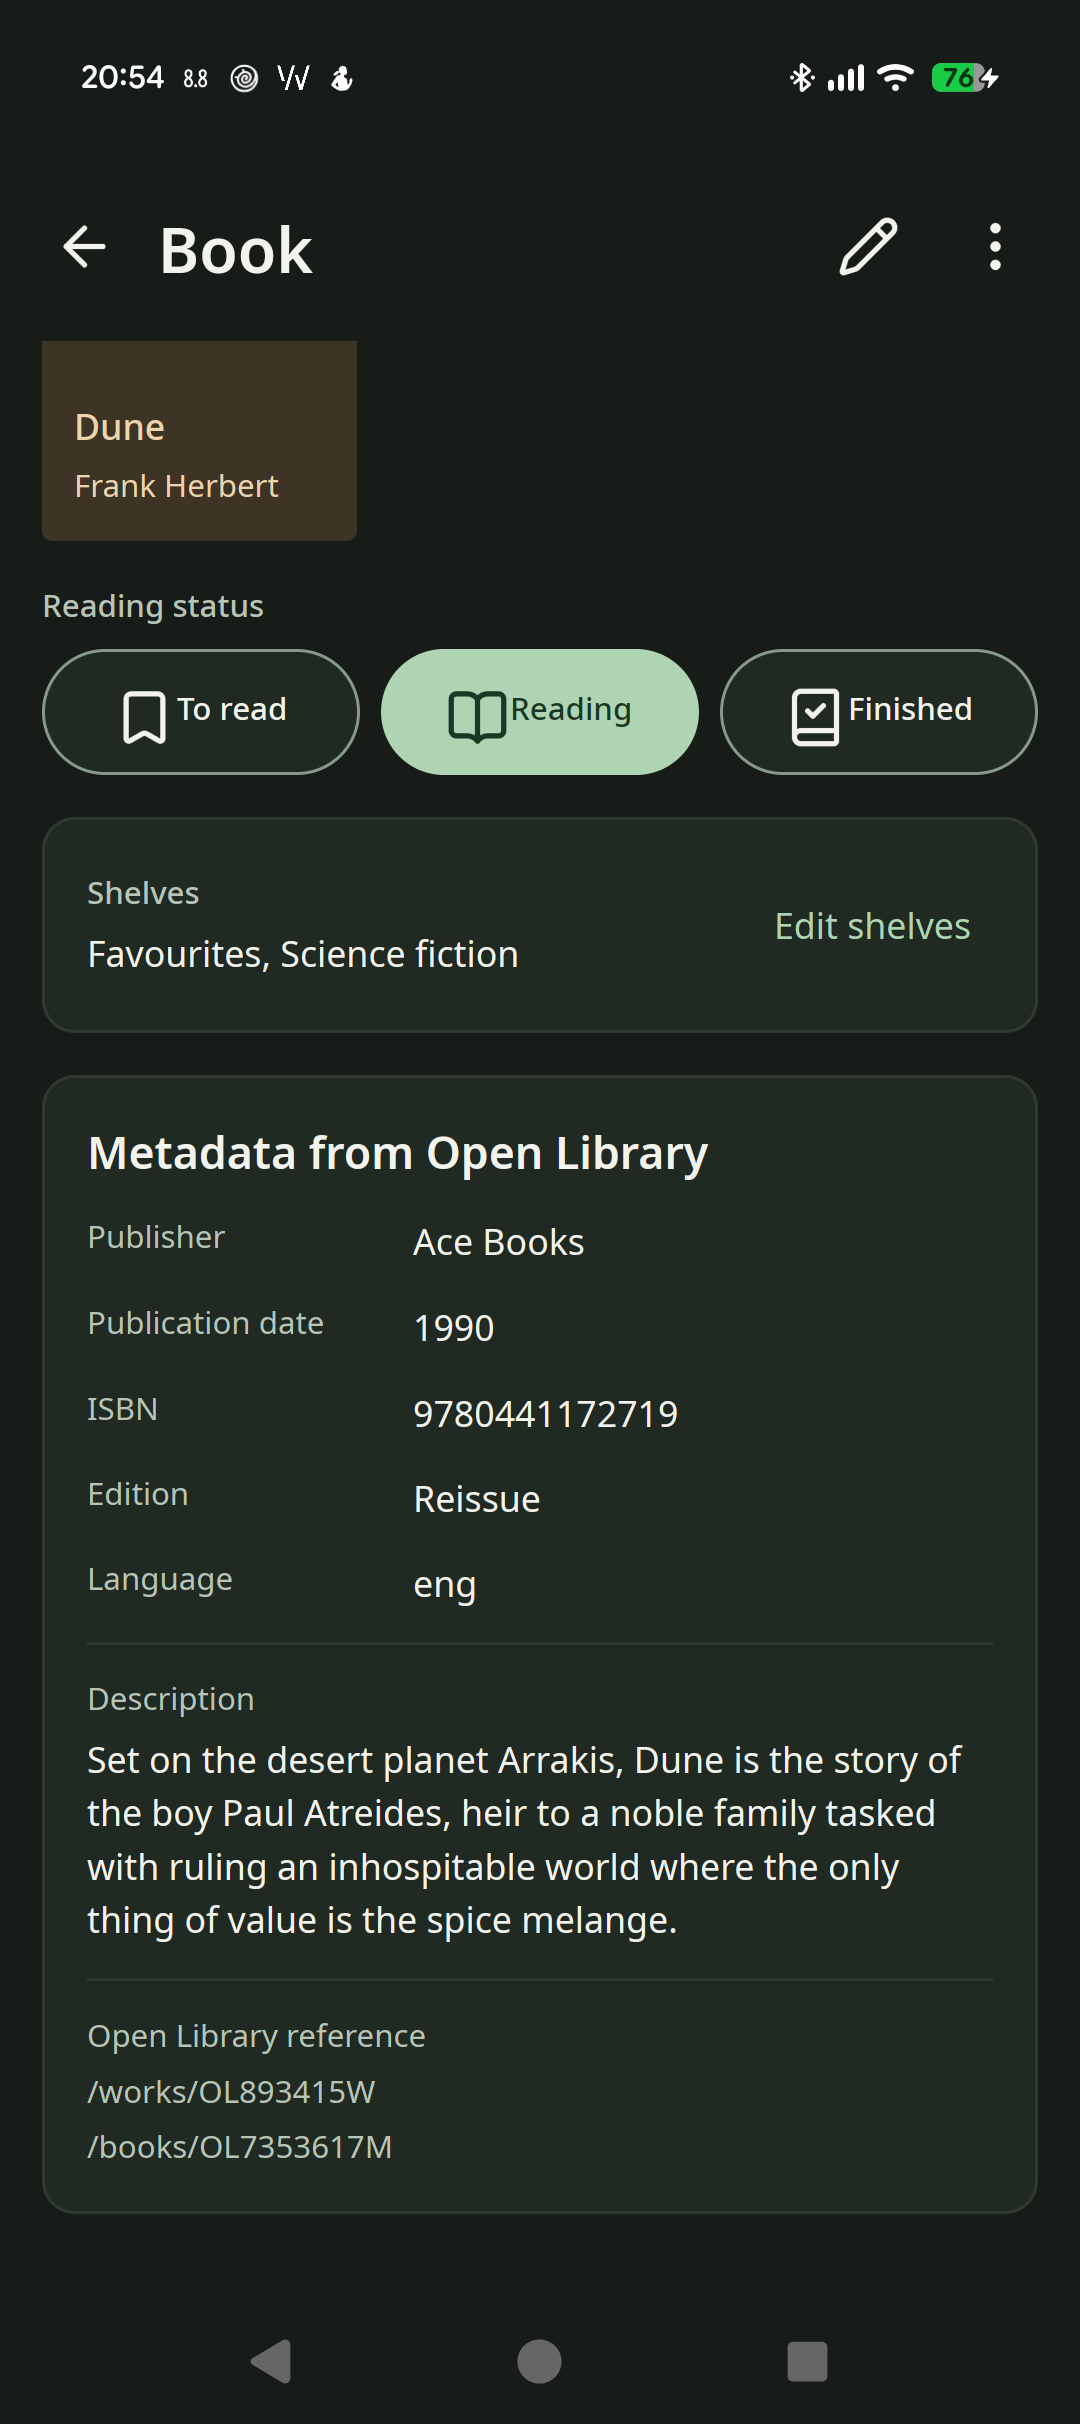 20:54 8.8 76
Book
Dune
Frank Herbert
Reading status
To read Reading Finished
Shelves
Favourites, Science fiction
Edit shelves
Metadata from Open Library
Publisher Ace Books
Publication date 1990
ISBN 9780441172719
Edition Reissue
Language eng
Description
Set on the desert planet Arrakis, Dune is the story of
the boy Paul Atreides, heir to a noble family tasked
with ruling an inhospitable world where the only
thing of value is the spice melange.
Open Library reference
/works/OL893415W
/books/OL7353617M